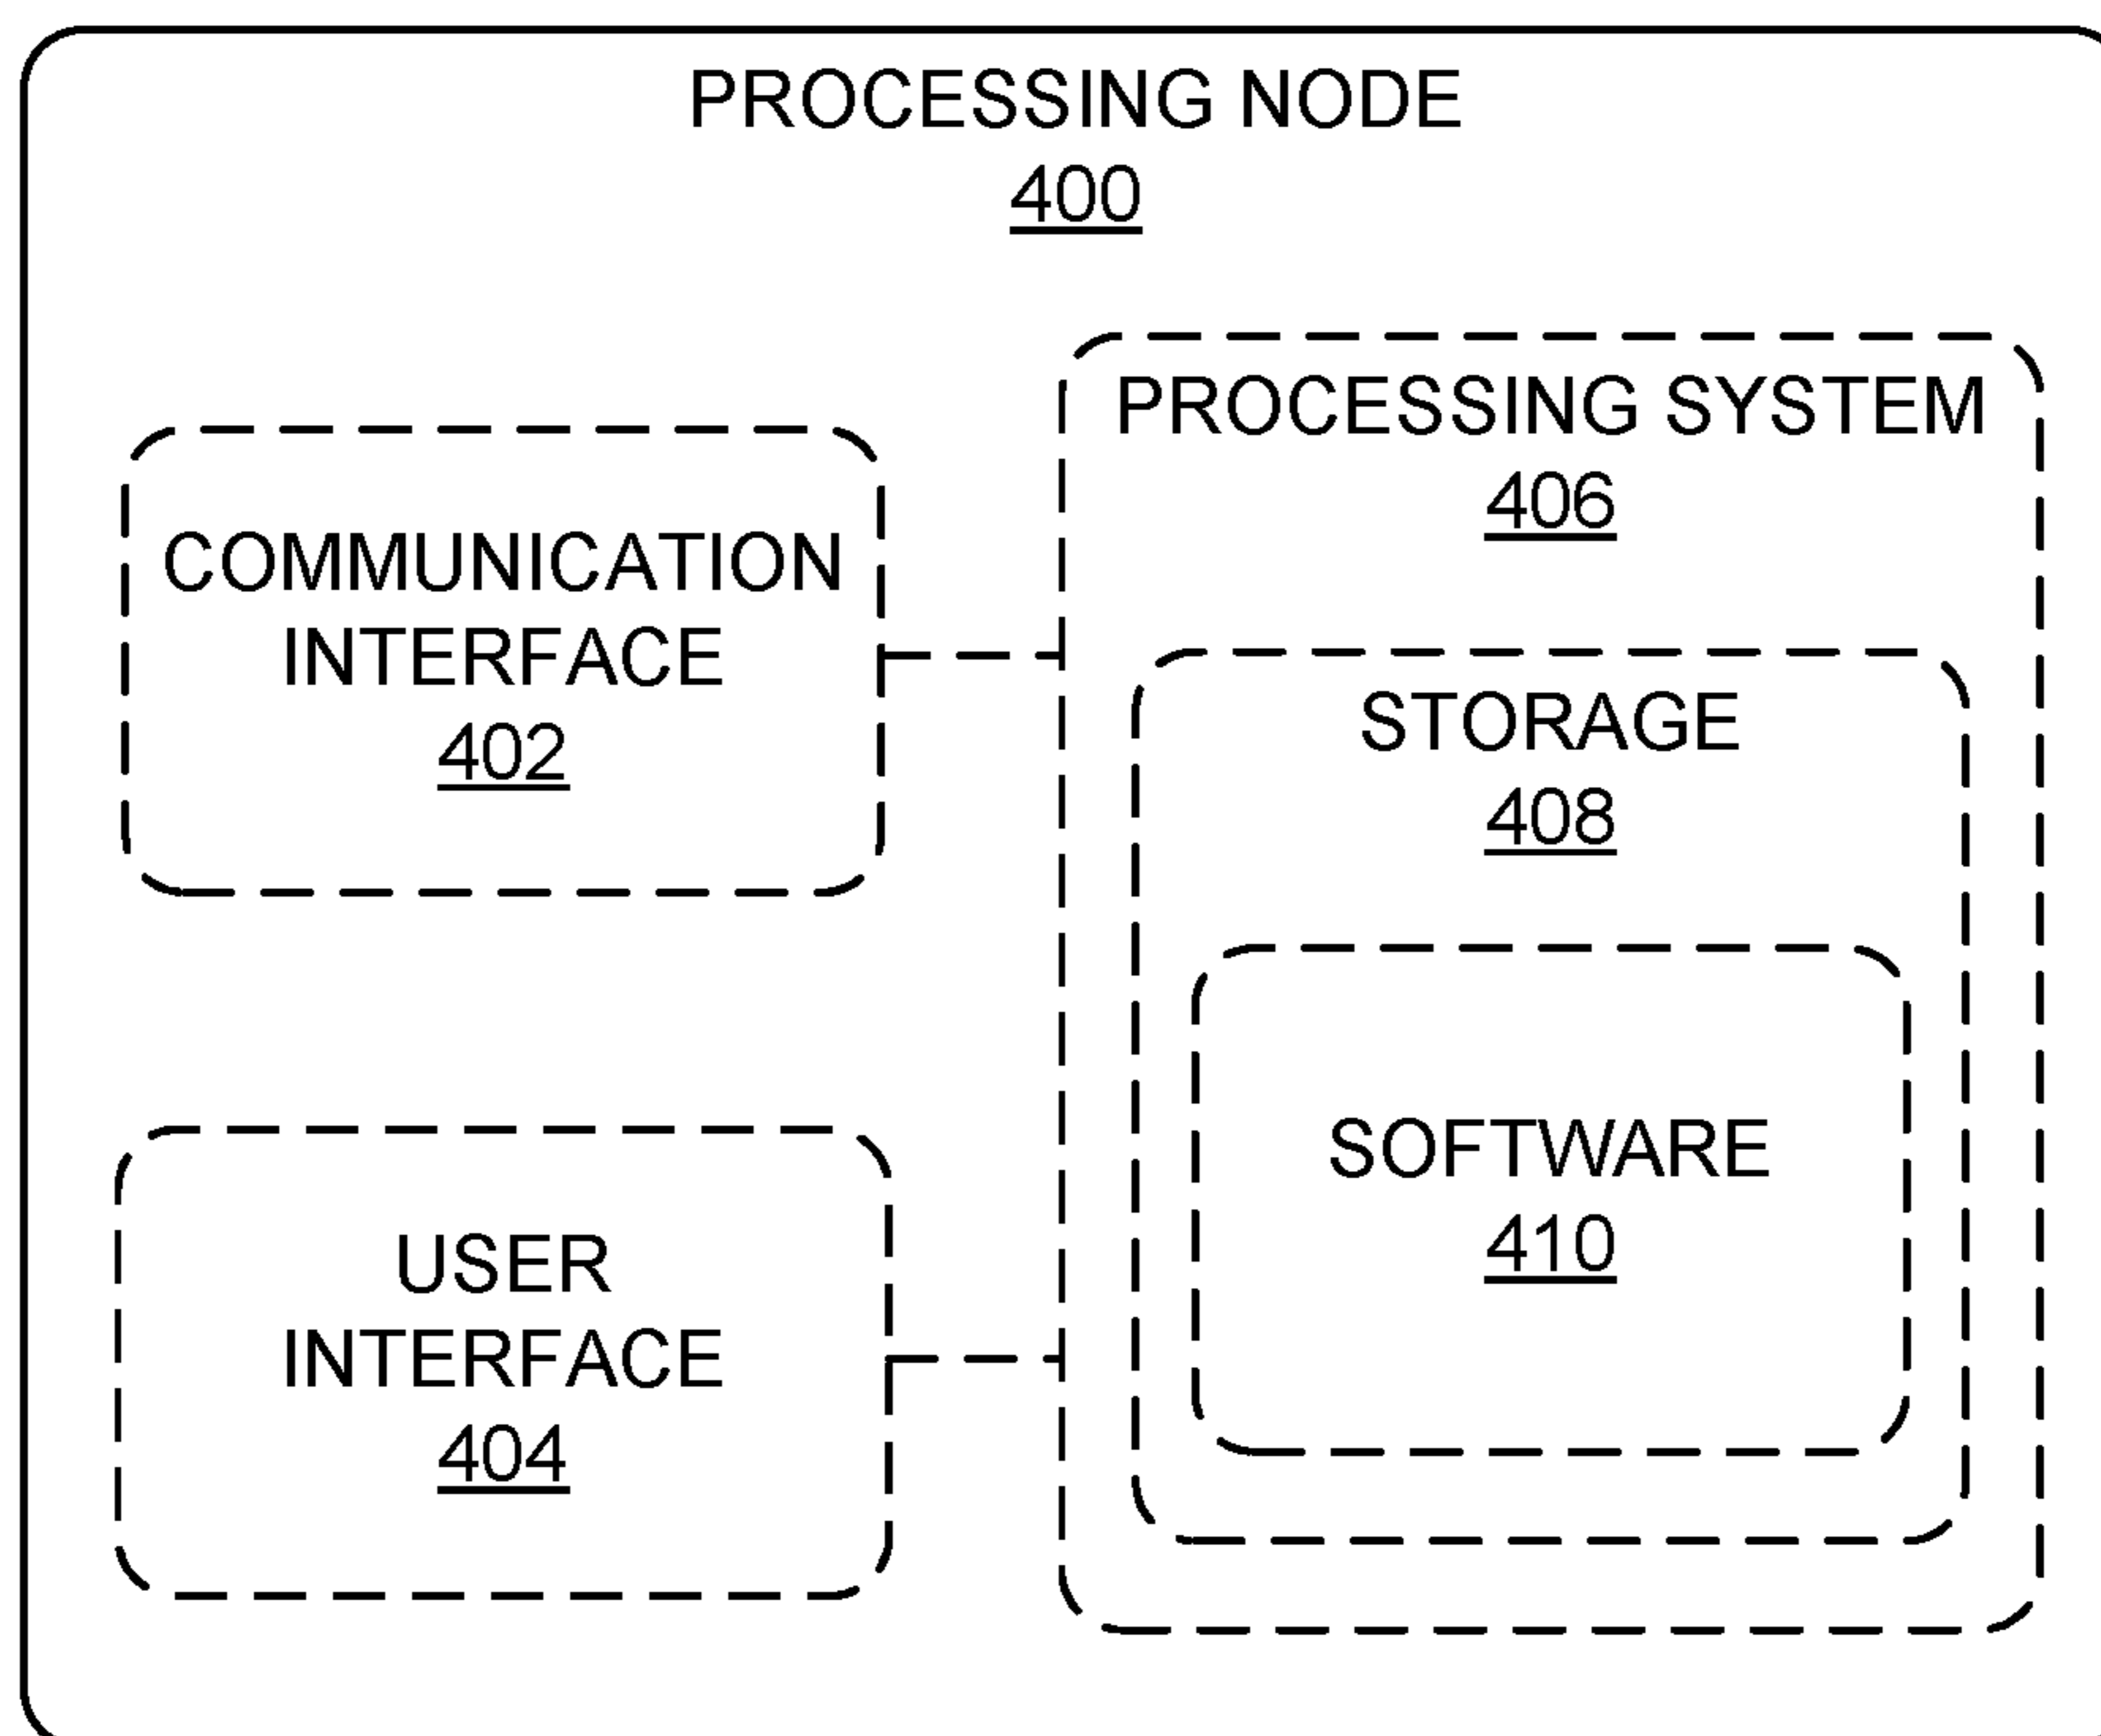 PROCESSING NODE
400
PROCESSING SYSTEM
406
COMMUNICATION
INTERFACE
402
STORAGE
408
SOFTWARE
410
USER
INTERFACE
404